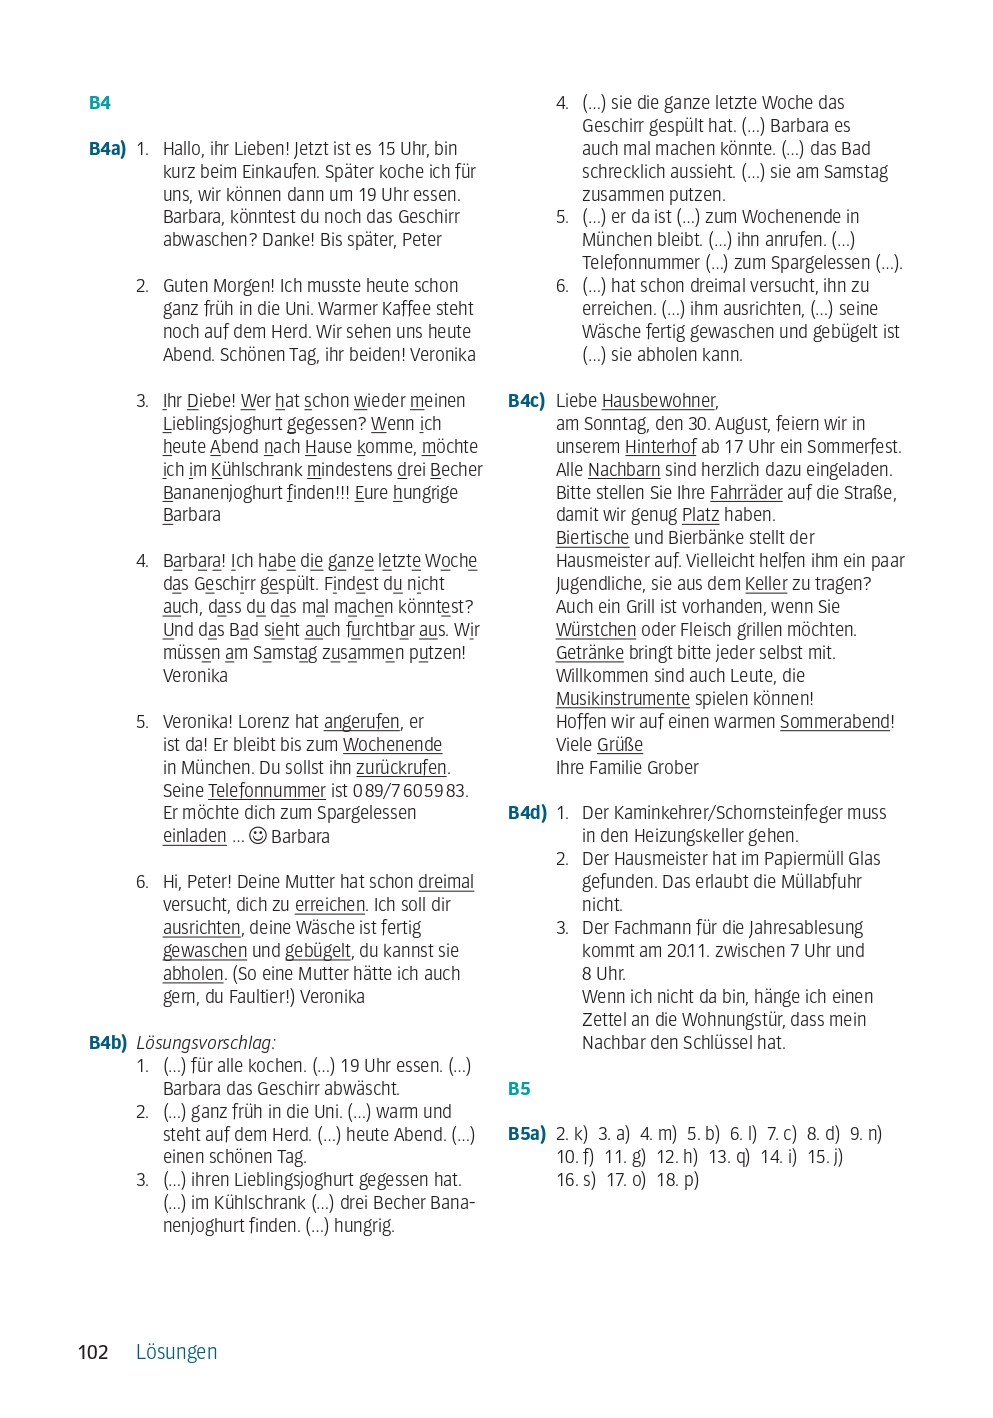 B4
B4a) 1. Hallo, ihr Lieben! Jetzt ist es 15 Uhr, bin
kurz beim Einkaufen. Später koche ich für
uns, wir können dann um 19 Uhr essen.
Barbara, könntest du noch das Geschirr
abwaschen? Danke! Bis später, Peter
2. Guten Morgen! Ich musste heute schon
ganz früh in die Uni. Warmer Kaffee steht
noch auf dem Herd. Wir sehen uns heute
Abend. Schönen Tag, ihr beiden! Veronika
3. Ihr Diebe! Wer hat schon wieder meinen
Lieblingsjoghurt gegessen? Wenn ich
heute Abend nach Hause komme, möchte
ich im Kühlschrank mindestens drei Becher
Bananenjoghurt finden!!! Eure hungrige
Barbara
4. Barbara! Ich habe die ganze letzte Woche
das Geschirr gespült. Findest du nicht
auch, dass du das mal machen könntest?
Und das Bad sieht auch furchtbar aus. Wir
müssen am Samstag zusammen putzen!
Veronika
5. Veronika! Lorenz hat angerufen, er
ist da! Er bleibt bis zum Wochenende
in München. Du sollst ihn zurückrufen.
Seine Telefonnummer ist 0 89/7 60 59 83.
Er möchte dich zum Spargelessen
einladen ... ☺ Barbara
6. Hi, Peter! Deine Mutter hat schon dreimal
versucht, dich zu erreichen. Ich soll dir
ausrichten, deine Wäsche ist fertig
gewaschen und gebügelt, du kannst sie
abholen. (So eine Mutter hätte ich auch
gern, du Faultier!) Veronika
B4b) Lösungsvorschlag:
1. (...) für alle kochen. (...) 19 Uhr essen. (...)
Barbara das Geschirr abwäscht.
2. (...) ganz früh in die Uni. (...) warm und
steht auf dem Herd. (...) heute Abend. (...)
einen schönen Tag.
3. (...) ihren Lieblingsjoghurt gegessen hat.
(...) im Kühlschrank (...) drei Becher Bana-
nenjoghurt finden. (...) hungrig.
4. (...) sie die ganze letzte Woche das
Geschirr gespült hat. (...) Barbara es
auch mal machen könnte. (...) das Bad
schrecklich aussieht. (...) sie am Samstag
zusammen putzen.
5. (...) er da ist (...) zum Wochenende in
München bleibt. (...) ihn anrufen. (...)
Telefonnummer (...) zum Spargelessen (...).
6. (...) hat schon dreimal versucht, ihn zu
erreichen. (...) ihm ausrichten, (...) seine
Wäsche fertig gewaschen und gebügelt ist
(...) sie abholen kann.
B4c) Liebe Hausbewohner,
am Sonntag, den 30. August, feiern wir in
unserem Hinterhof ab 17 Uhr ein Sommerfest.
Alle Nachbarn sind herzlich dazu eingeladen.
Bitte stellen Sie Ihre Fahrräder auf die Straße,
damit wir genug Platz haben.
Biertische und Bierbänke stellt der
Hausmeister auf. Vielleicht helfen ihm ein paar
Jugendliche, sie aus dem Keller zu tragen?
Auch ein Grill ist vorhanden, wenn Sie
Würstchen oder Fleisch grillen möchten.
Getränke bringt bitte jeder selbst mit.
Willkommen sind auch Leute, die
Musikinstrumente spielen können!
Hoffen wir auf einen warmen Sommerabend!
Viele Grüße
Ihre Familie Grober
B4d) 1. Der Kaminkehrer/Schornsteinfeger muss
in den Heizungskeller gehen.
2. Der Hausmeister hat im Papiermüll Glas
gefunden. Das erlaubt die Müllabfuhr
nicht.
3. Der Fachmann für die Jahresablesung
kommt am 20.11. zwischen 7 Uhr und
8 Uhr.
Wenn ich nicht da bin, hänge ich einen
Zettel an die Wohnungstür, dass mein
Nachbar den Schlüssel hat.
B5
B5a) 2. k) 3. a) 4. m) 5. b) 6. l) 7. c) 8. d) 9. n)
10. f) 11. g) 12. h) 13. q) 14. i) 15. j)
16. s) 17. o) 18. p)
102 Lösungen